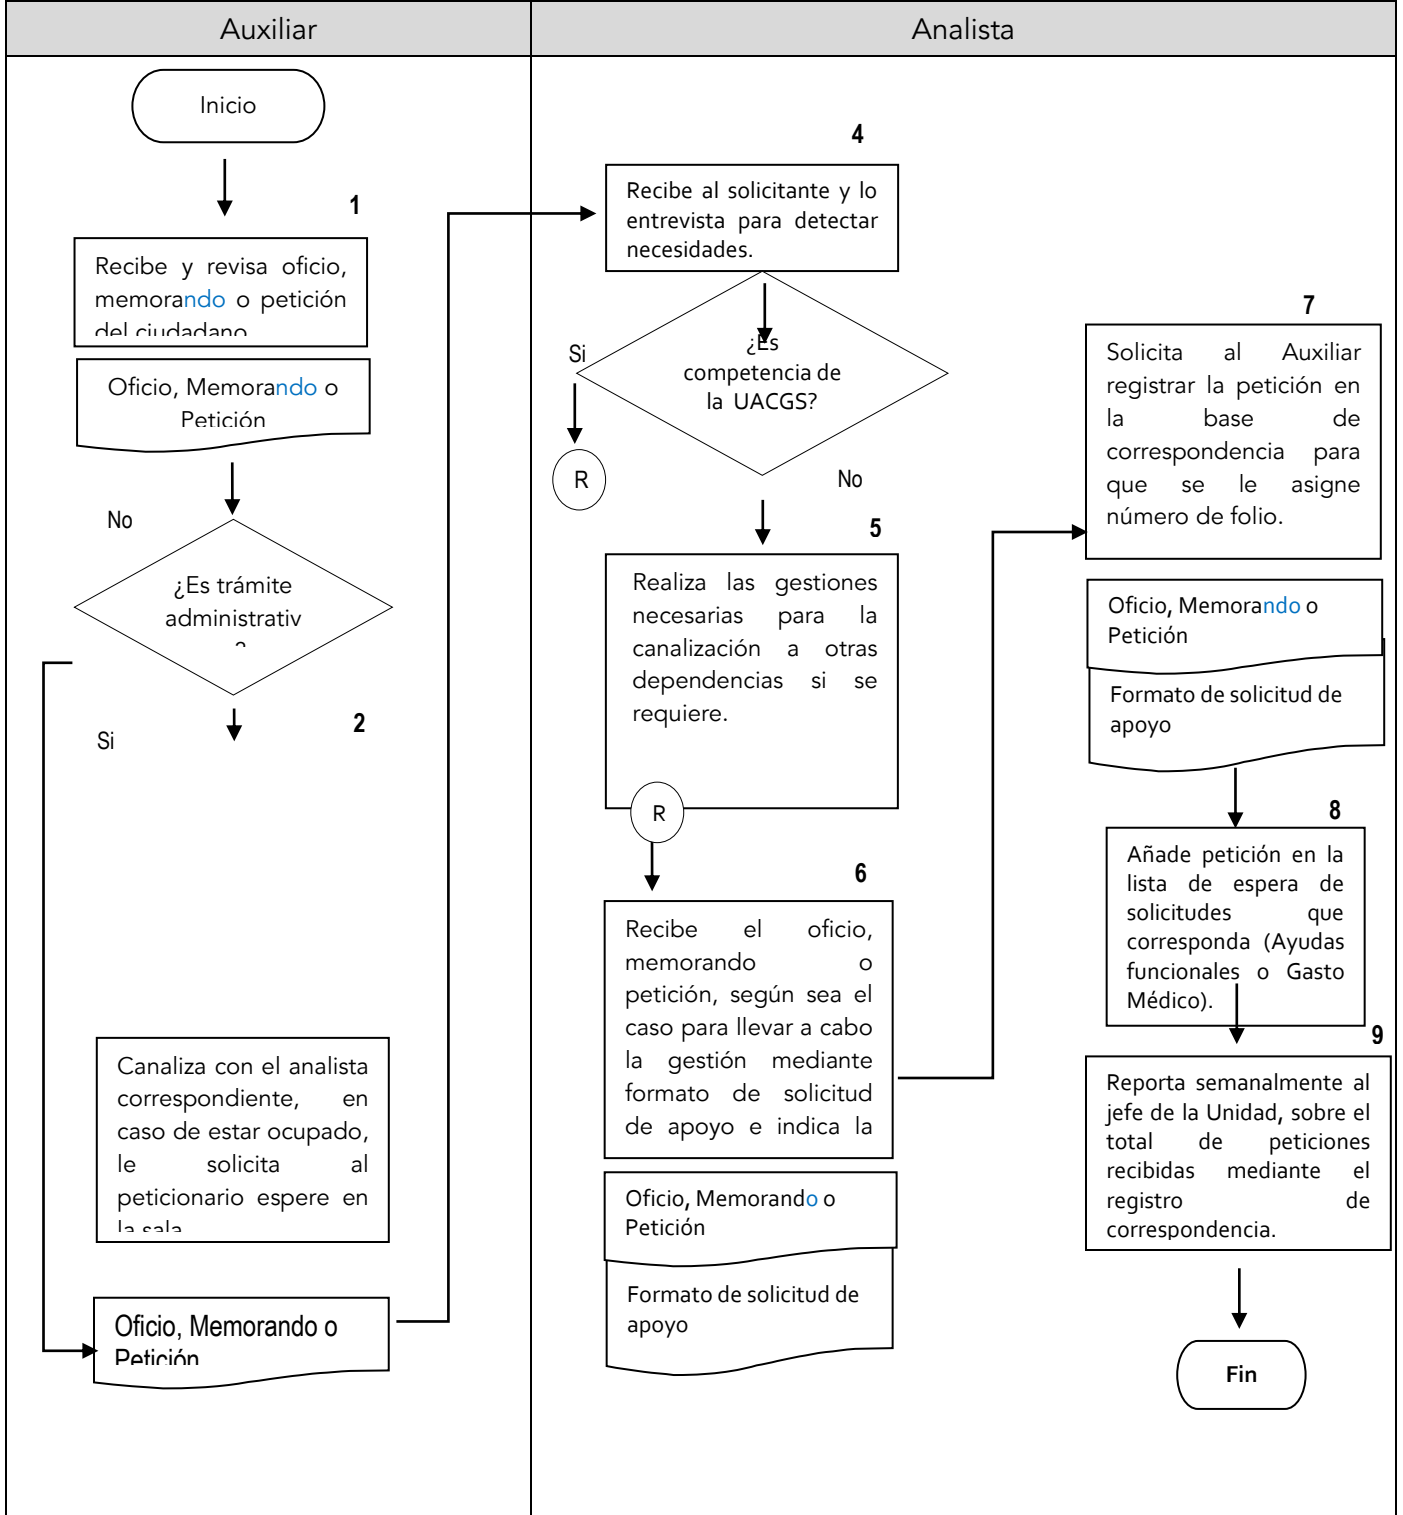 Auxiliar
Analista
Inicio
1
Recibe y revisa oficio,
memorando o petición
del ciudadano
Oficio, Memorando o
Petición
No
¿Es trámite
administrativ
Si
2
Canaliza con el analista
correspondiente, en
caso de estar ocupado,
le solicita al
peticionario espere en
la sala
Oficio, Memorando o
Petición
4
Recibe al solicitante y lo
entrevista para detectar
necesidades.
Si
¿Es
competencia de
la UACGS?
R
No
5
Realiza las gestiones
necesarias para la
canalización a otras
dependencias si se
requiere.
R
6
Recibe el oficio,
memorando o
petición, según sea el
caso para llevar a cabo
la gestión mediante
formato de solicitud
de apoyo e indica la
Oficio, Memorando o
Petición
Formato de solicitud de
apoyo
7
Solicita al Auxiliar
registrar la petición en
la base de
correspondencia para
que se le asigne
número de folio.
Oficio, Memorando o
Petición
Formato de solicitud de
apoyo
8
Añade petición en la
lista de espera de
solicitudes que
corresponda (Ayudas
funcionales o Gasto
Médico).
9
Reporta semanalmente al
jefe de la Unidad, sobre el
total de peticiones
recibidas mediante el
registro de
correspondencia.
Fin